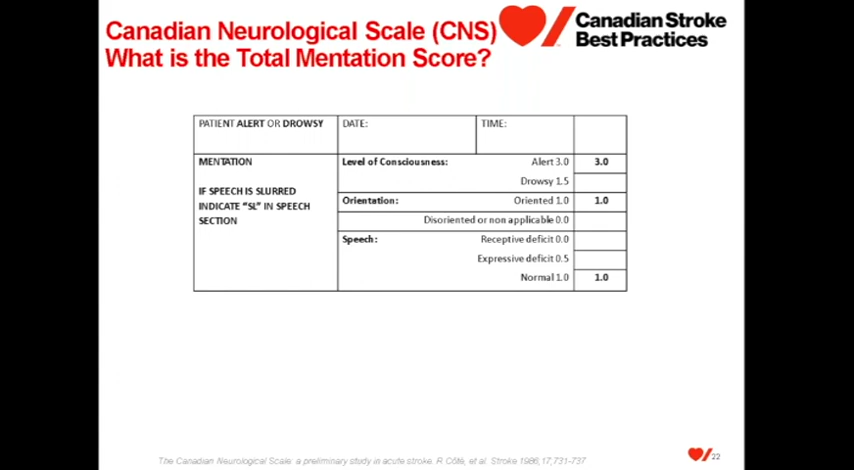 Canadian Neurological Scale (CNS)
What is the Total Mentation Score?
Canadian Stroke
Best Practices
PATIENT ALERT OR DROWSY DATE: TIME:
MENTATION Level of Consciousness: Alert 3.0 3.0
Drowsy 1.5
IF SPEECH IS SLURRED
INDICATE "SL" IN SPEECH Orientation: Oriented 1.0 1.0
SECTION Disoriented or non applicable 0.0
Speech: Receptive deficit 0.0
Expressive deficit 0.5
Normal 1.0 1.0
The Canadian Neurological Scale: a preliminary study in acute stroke. R Côté, et al. Stroke 1986;17;731-737
22